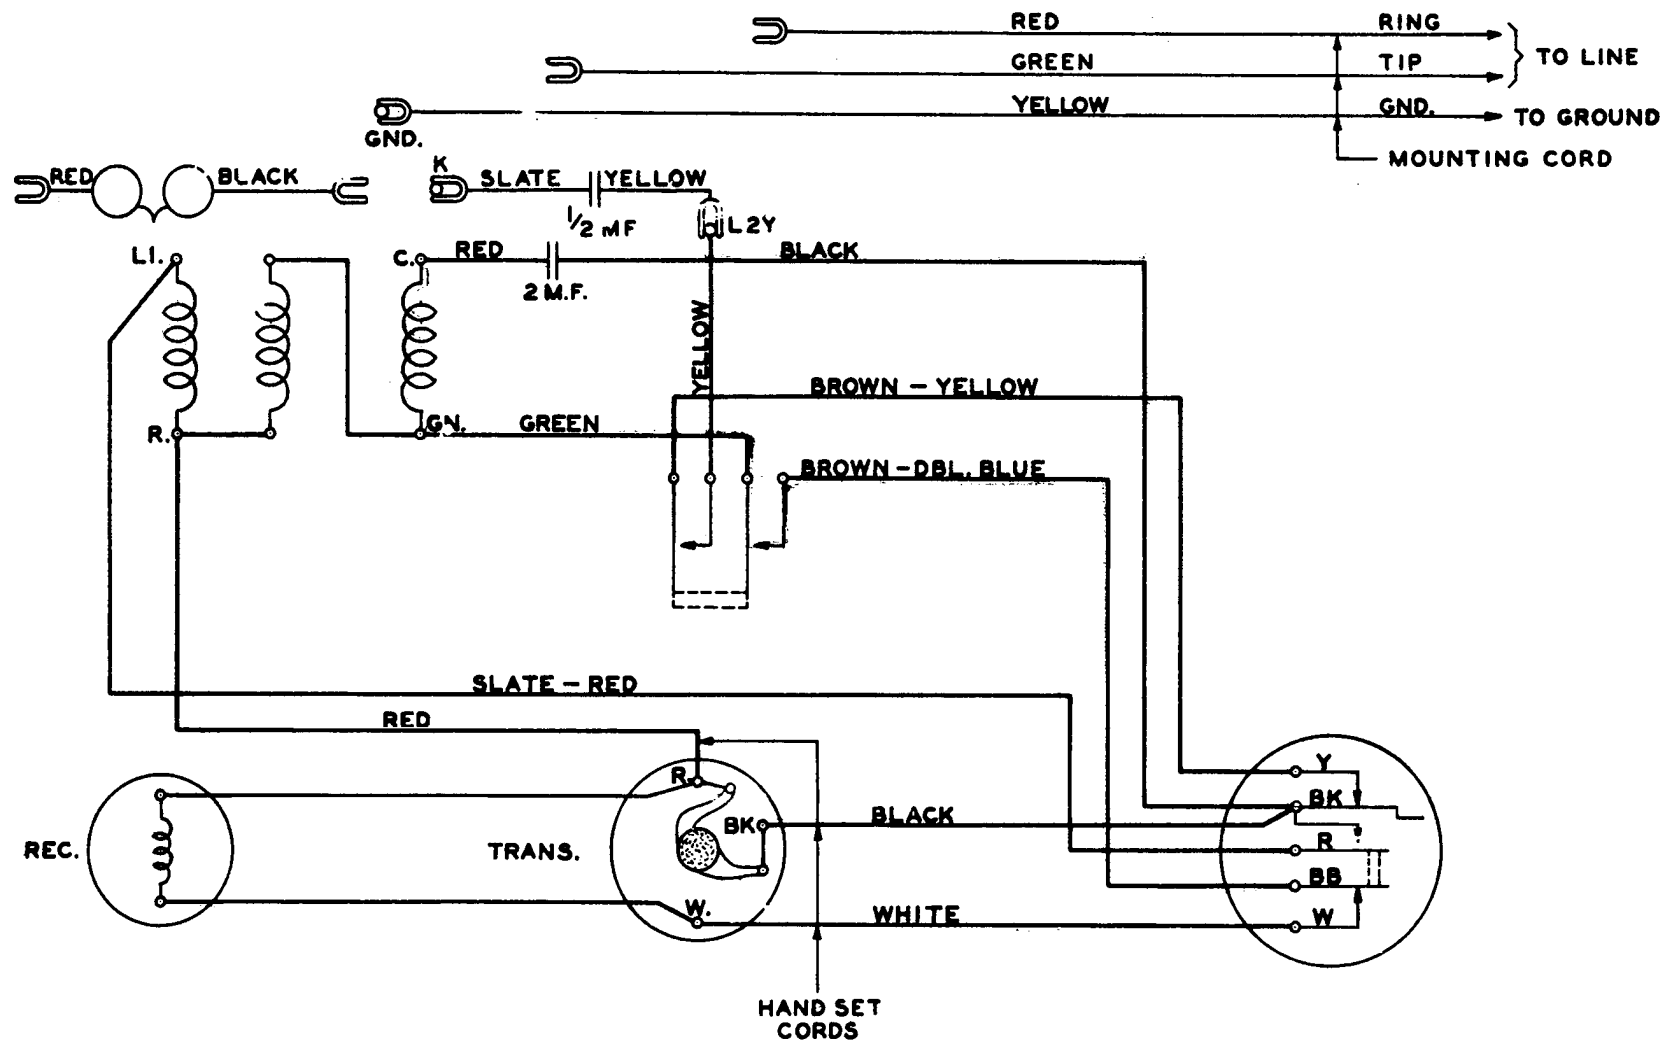 RED RING
TO LINE
GREEN TIP
YELLOW GND. TO GROUND
GND.
MOUNTING CORD
RED BLACK K SLATE YELLOW
1/2 MF L2Y
L1. C. RED BLACK
2 M.F.
YELLOW
BROWN - YELLOW
R. GN. GREEN
BROWN-DBL. BLUE
SLATE - RED
RED
R. Y
BK BLACK BK
REC. TRANS. R
BB
W. WHITE W
HAND SET
CORDS